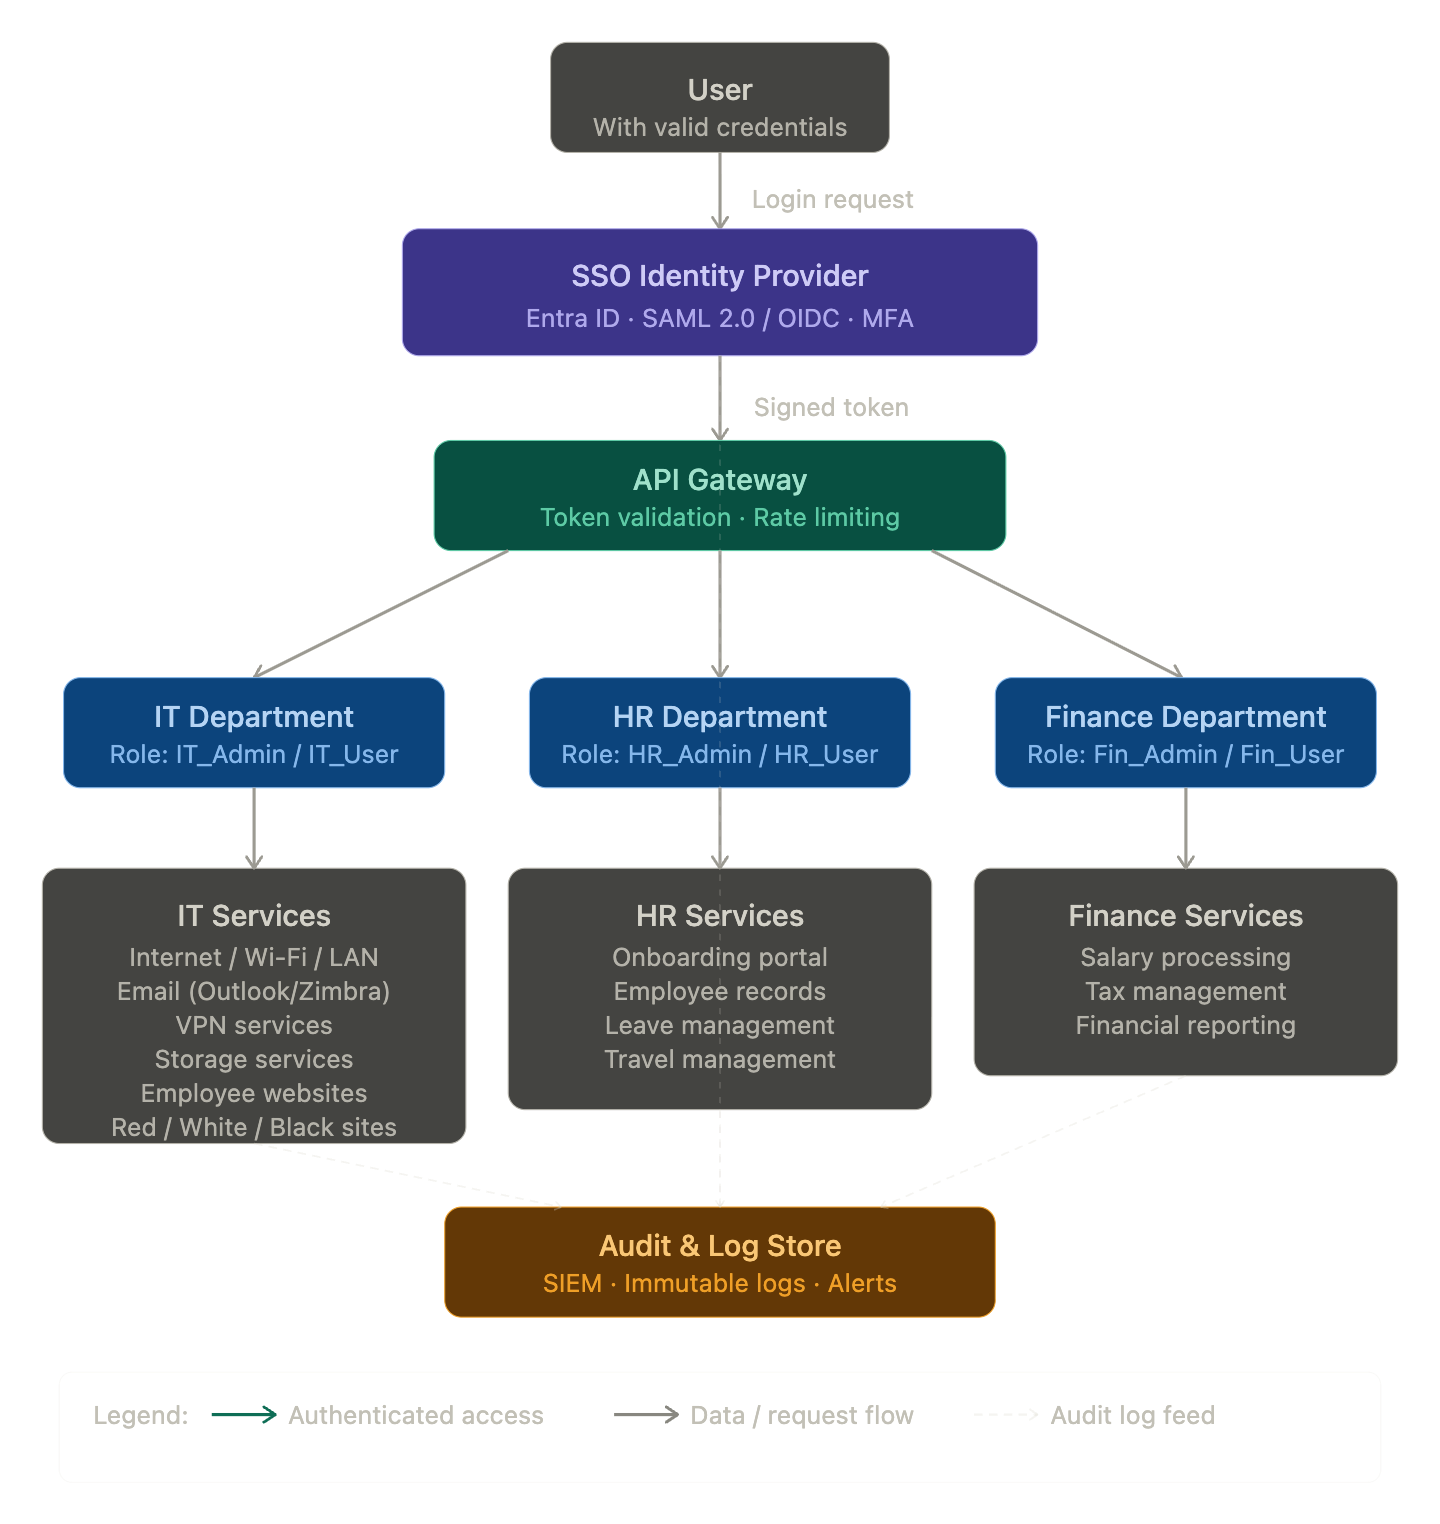 User
With valid credentials
Login request
SSO Identity Provider
Entra ID · SAML 2.0 / OIDC · MFA
Signed token
API Gateway
Token validation · Rate limiting
IT Department
Role: IT_Admin / IT_User
HR Department
Role: HR_Admin / HR_User
Finance Department
Role: Fin_Admin / Fin_User
IT Services
Internet / Wi-Fi / LAN
Email (Outlook/Zimbra)
VPN services
Storage services
Employee websites
Red / White / Black sites
HR Services
Onboarding portal
Employee records
Leave management
Travel management
Finance Services
Salary processing
Tax management
Financial reporting
Audit & Log Store
SIEM · Immutable logs · Alerts
Legend: Authenticated access Data / request flow Audit log feed